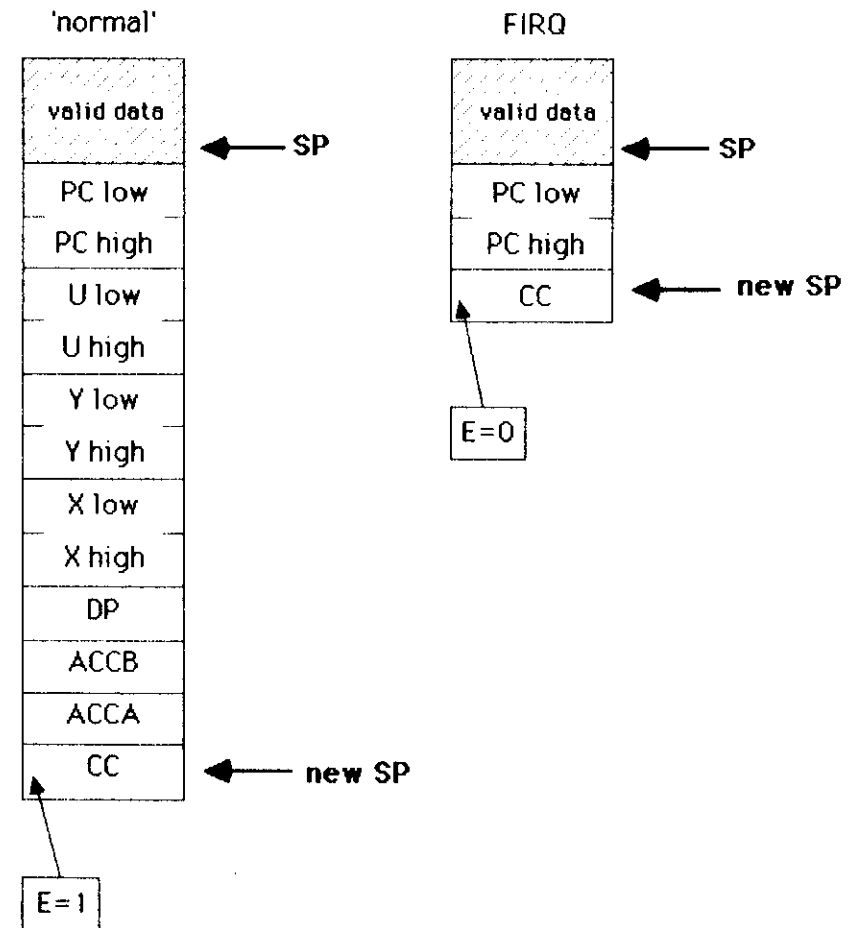 'normal'
valid data
SP
PC low
PC high
U low
U high
Y low
Y high
X low
X high
DP
ACCB
ACCA
CC
new SP
E=1
FIRQ
valid data
SP
PC low
PC high
CC
new SP
E=0